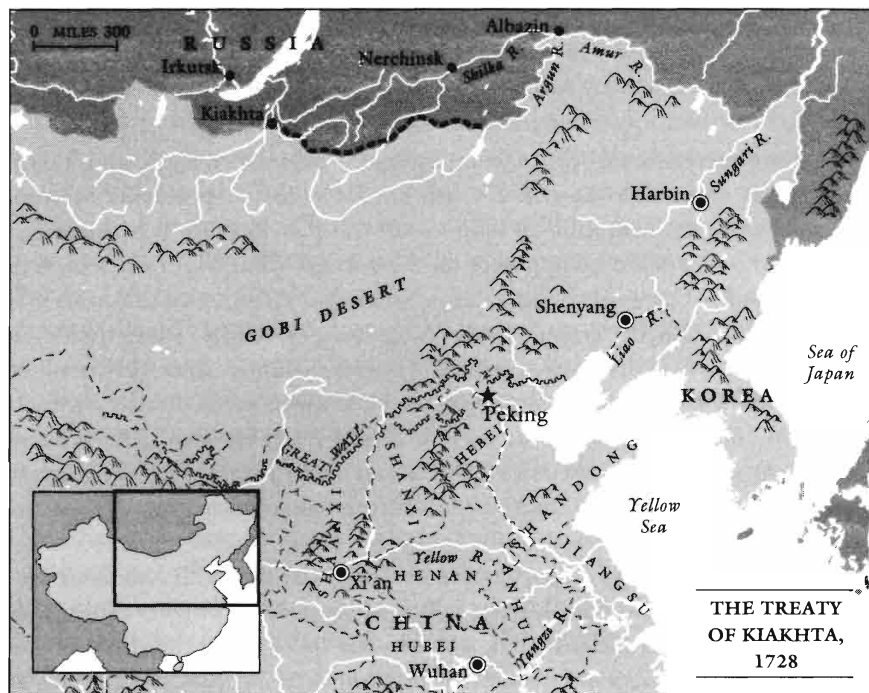 0 MILES 300
RUSSIA
Albazin
Irkutsk
Nerchinsk
Shilka R.
Argun R.
Amur R.
Kiakhta
Sungari R.
Harbin
GOBI DESERT
Shenyang
Liao R.
Sea of
Japan
KOREA
Peking
GREAT WALL
SHANXI
HEBEI
SHANDONG
Yellow
Sea
SHAANXI
Xi'an
Yellow R.
HENAN
JIANGSU
ANHUI
Yangzi R.
CHINA
HUBEI
Wuhan
THE TREATY
OF KIAKHTA,
1728